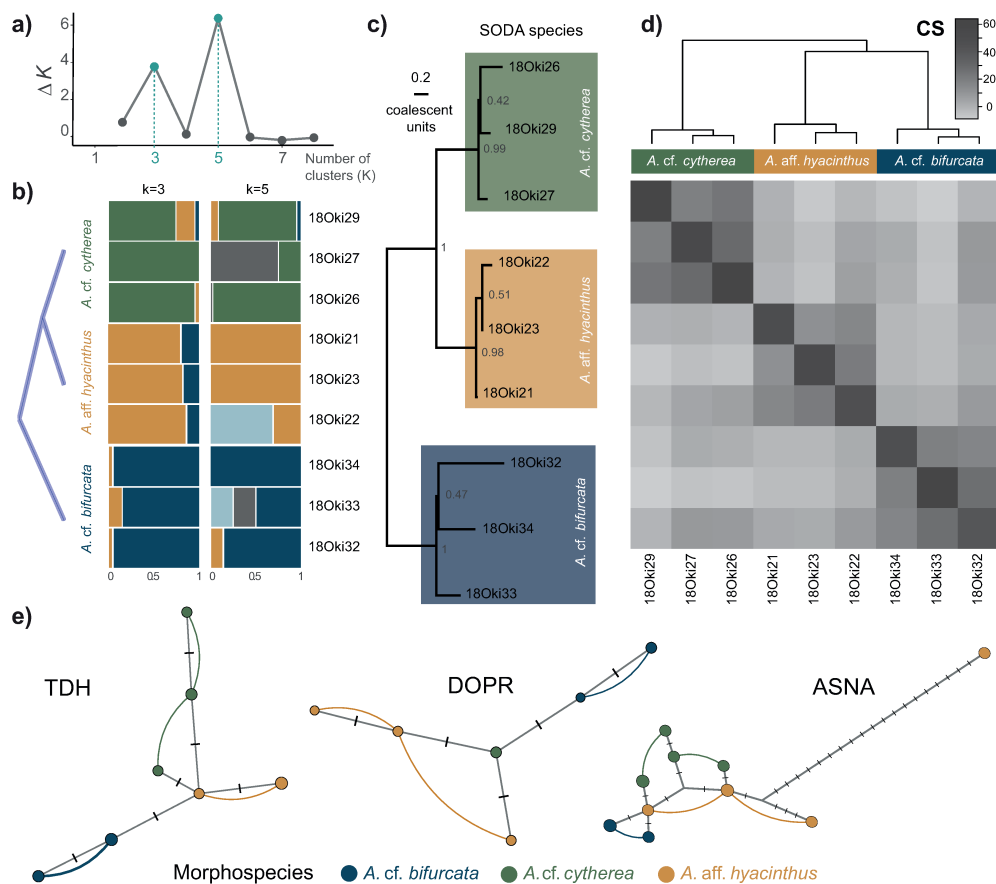 a)
ΔK
6
4
2
0
1
3
5
7
Number of
clusters (K)
b)
k=3
k=5
A. cf. cytherea
A. aff. hyacinthus
A. cf. bifurcata
18Oki29
18Oki27
18Oki26
18Oki21
18Oki23
18Oki22
18Oki34
18Oki33
18Oki32
0
0.5
1
0
0.5
1
c)
SODA species
0.2
coalescent
units
18Oki26
0.42
18Oki29
0.99
18Oki27
A. cf. cytherea
1
18Oki22
0.51
18Oki23
0.98
18Oki21
A. aff. hyacinthus
18Oki32
0.47
18Oki34
1
18Oki33
A. cf. bifurcata
d)
CS
60
40
20
0
A. cf. cytherea
A. aff. hyacinthus
A. cf. bifurcata
18Oki29
18Oki27
18Oki26
18Oki21
18Oki23
18Oki22
18Oki34
18Oki33
18Oki32
e)
TDH
DOPR
ASNA
Morphospecies
A. cf. bifurcata
A. cf. cytherea
A. aff. hyacinthus